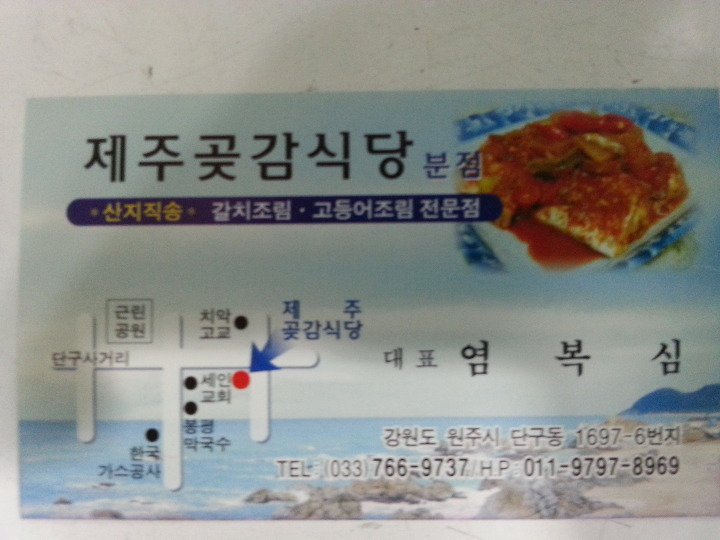 제주곶감식당 분점
*산지직송* 갈치조림·고등어조림 전문점
근린
공원
치악
고교
제 주
곶감식당
단구사거리
세인
교회
봉평
막국수
한국
가스공사
대표 염 복 심
강원도 원주시 단구동 1697-6번지
TEL:(033)766-9737/H.P:011-9797-8969